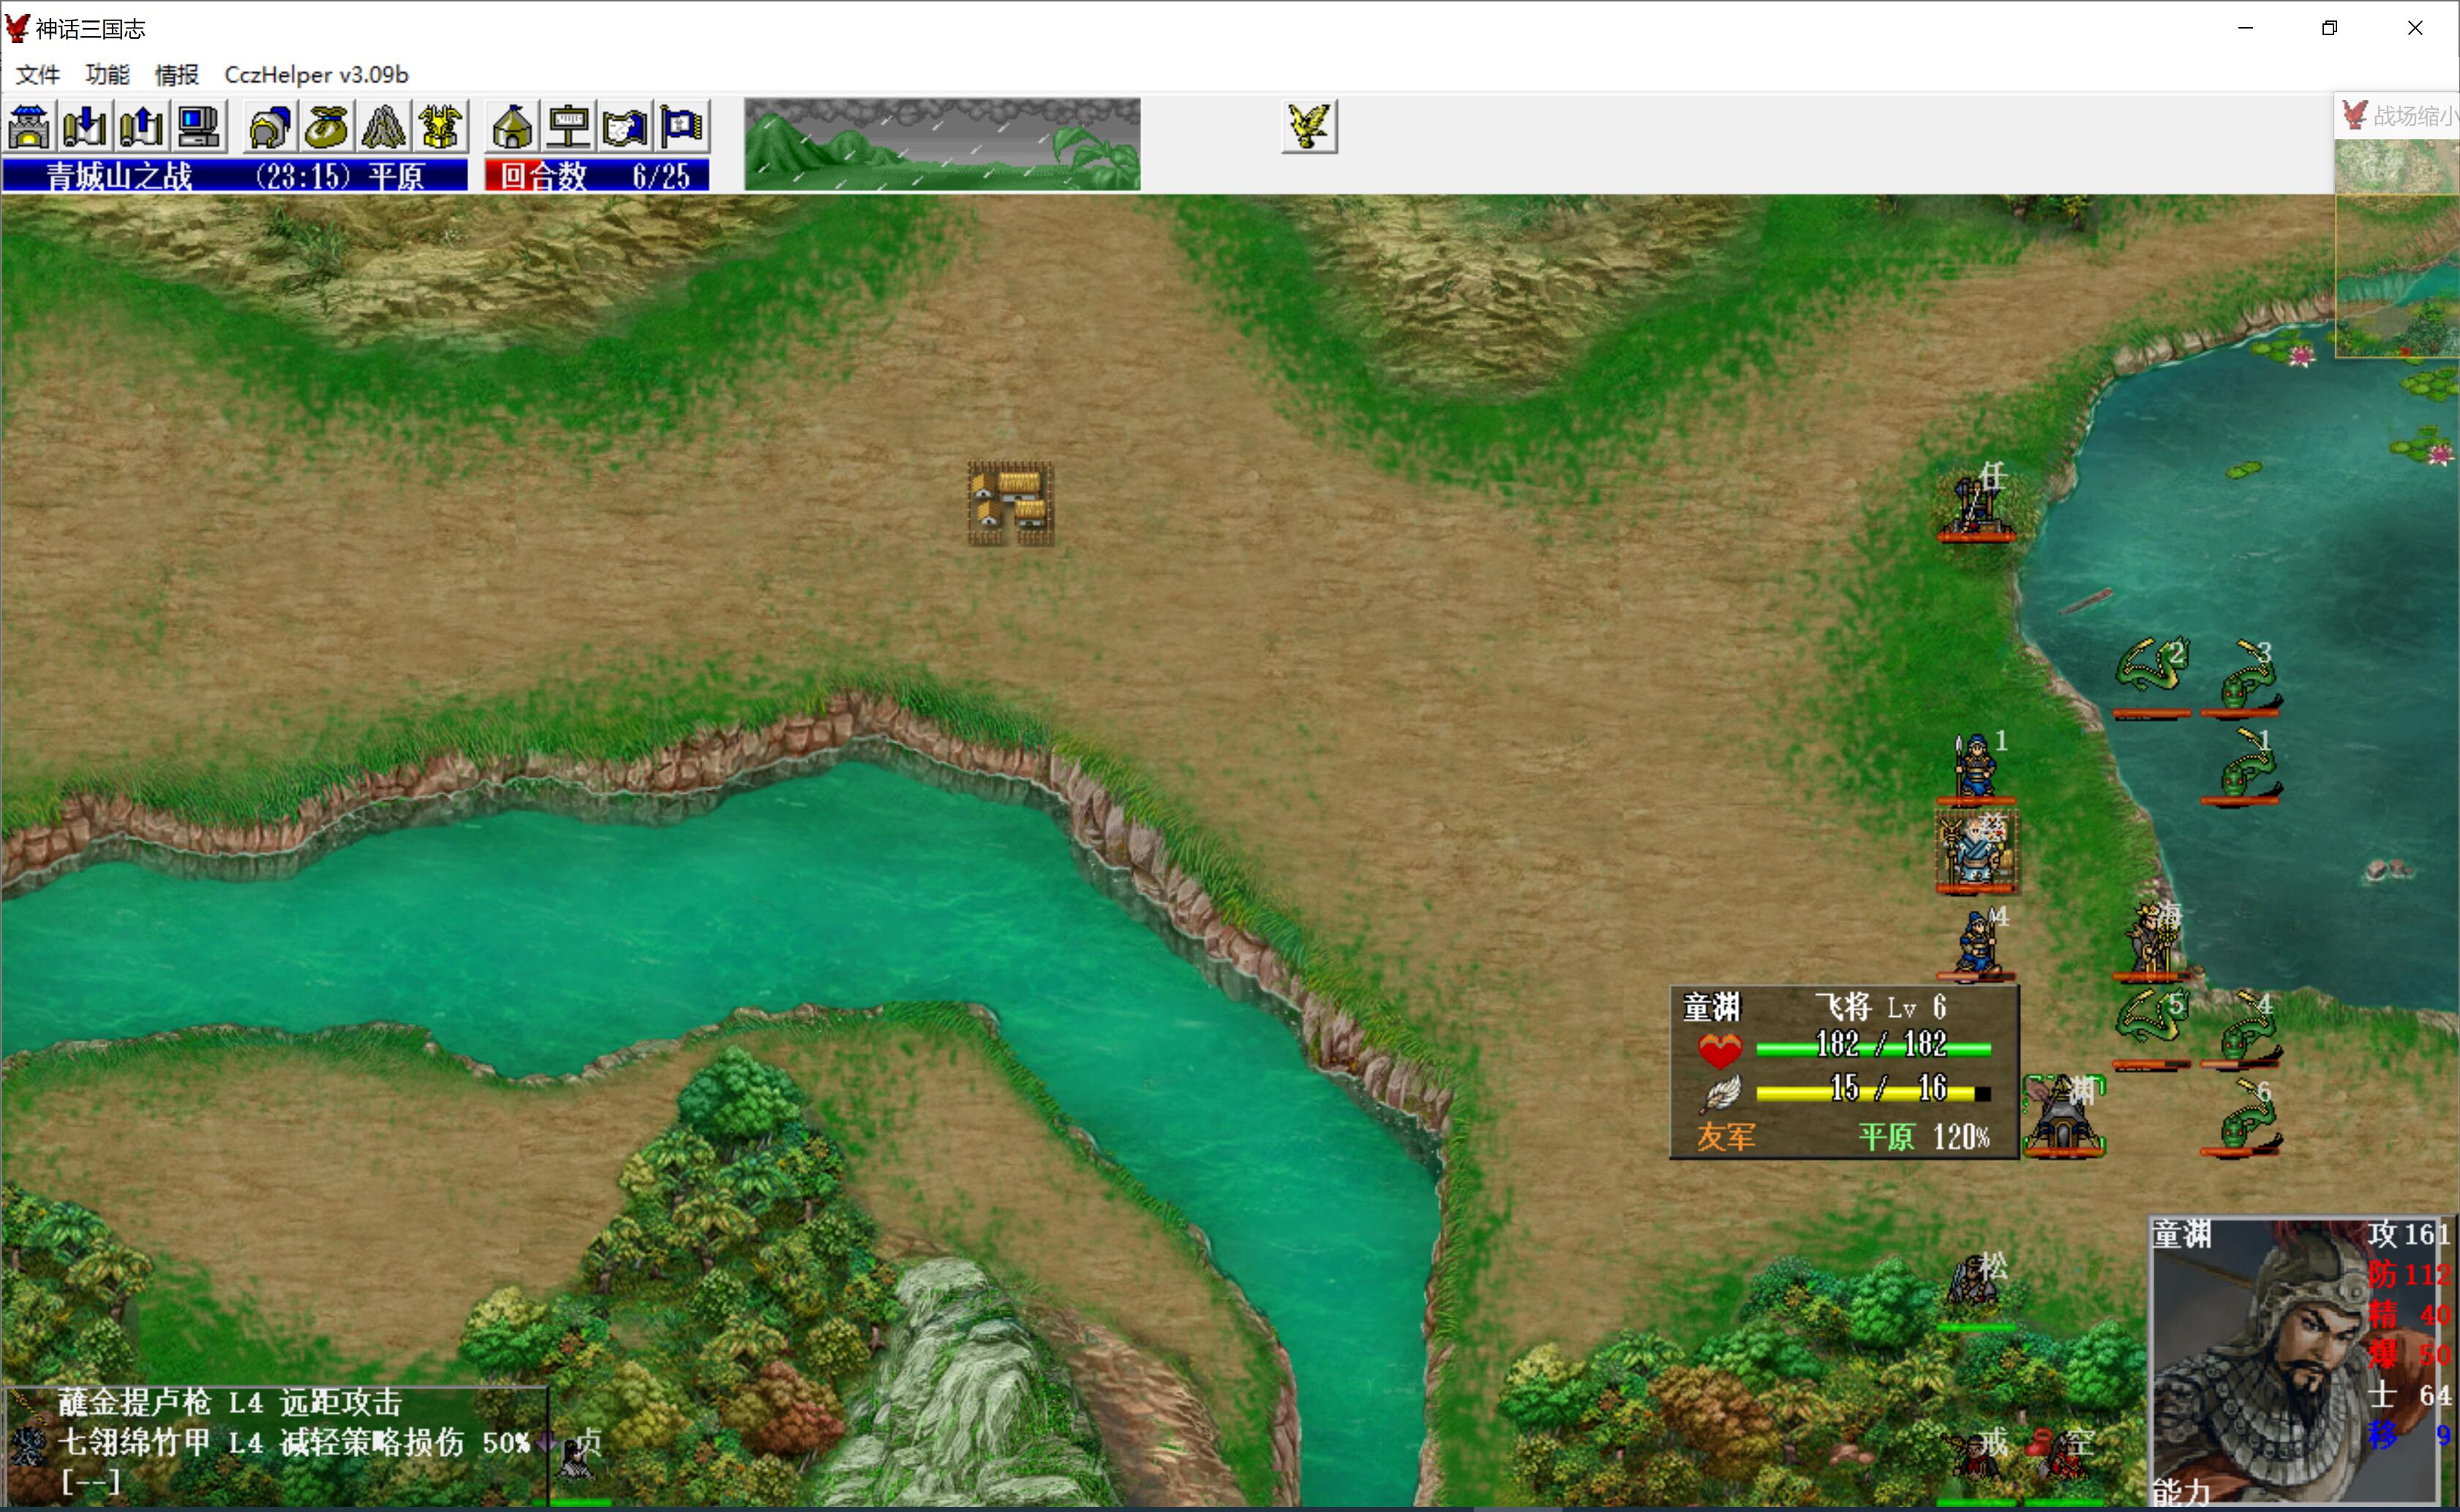 神话三国志
文件 功能 情报 CczHelper v3.09b
战场缩小
青城山之战 (23:15) 平原
回合数 6/25
任
2
3
1
1
4
海
5
4
童渊 飞将 Lv 6
182 / 182
15 / 16
友军 平原 120%
渊
6
童渊 攻 161
防 112
精 40
爆 50
士 64
移 9
能力
松
戒
空
蘸金提卢枪 L4 远距攻击
七翎绵竹甲 L4 减轻策略损伤 50%
[--]
贞